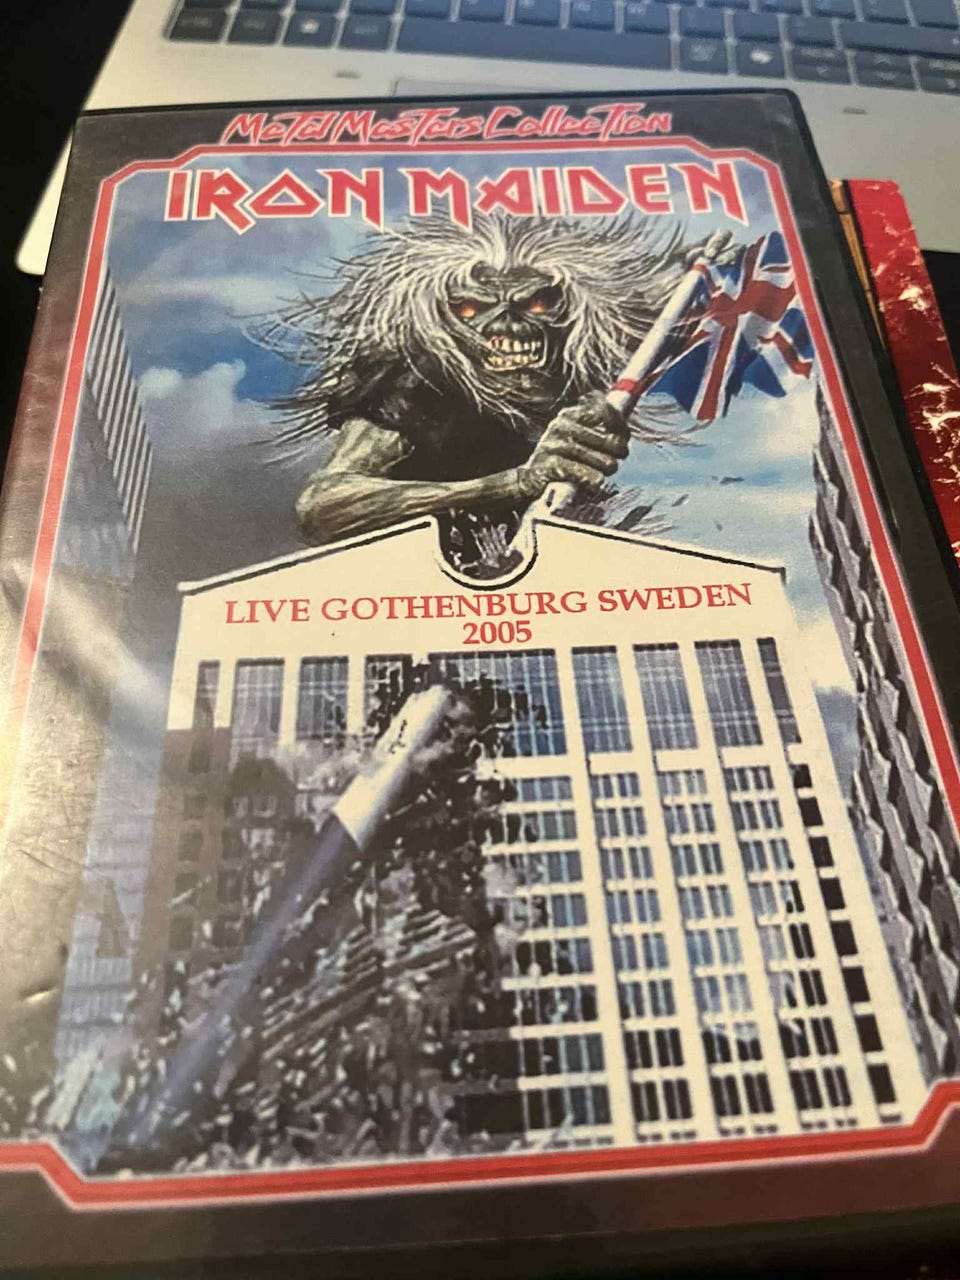 Metal Masters Collection
IRON MAIDEN
LIVE GOTHENBURG SWEDEN
2005